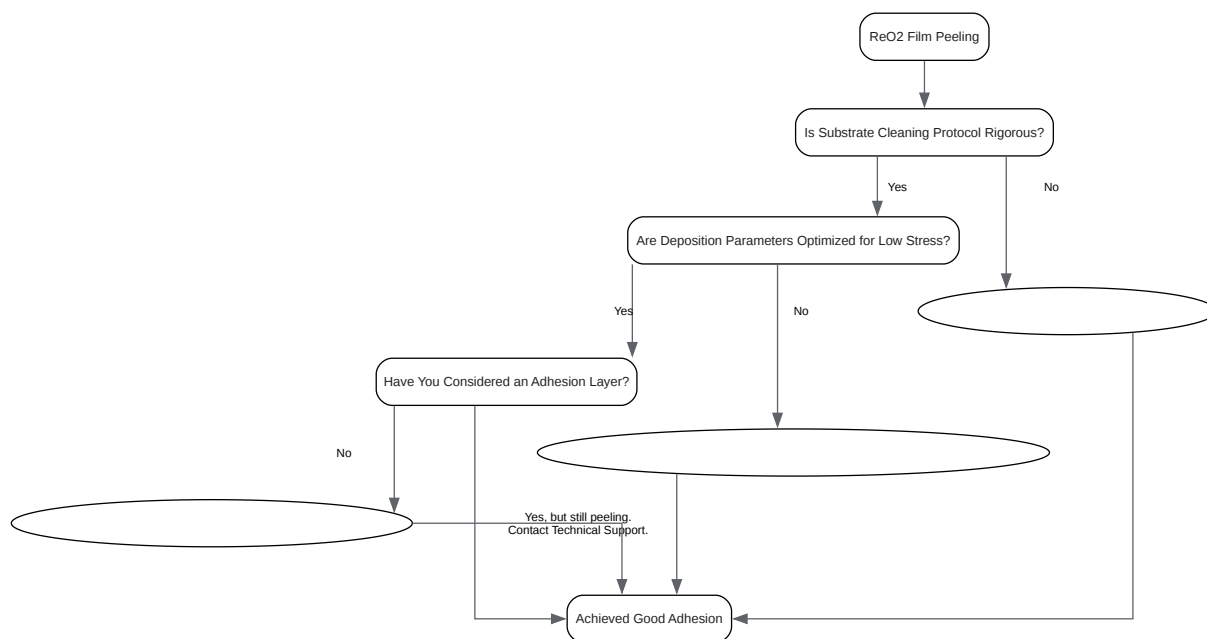 ReO2 Film Peeling
Is Substrate Cleaning Protocol Rigorous?
Yes
No
Are Deposition Parameters Optimized for Low Stress?
Yes
No
Have You Considered an Adhesion Layer?
No
Yes, but still peeling.
Contact Technical Support.
Achieved Good Adhesion